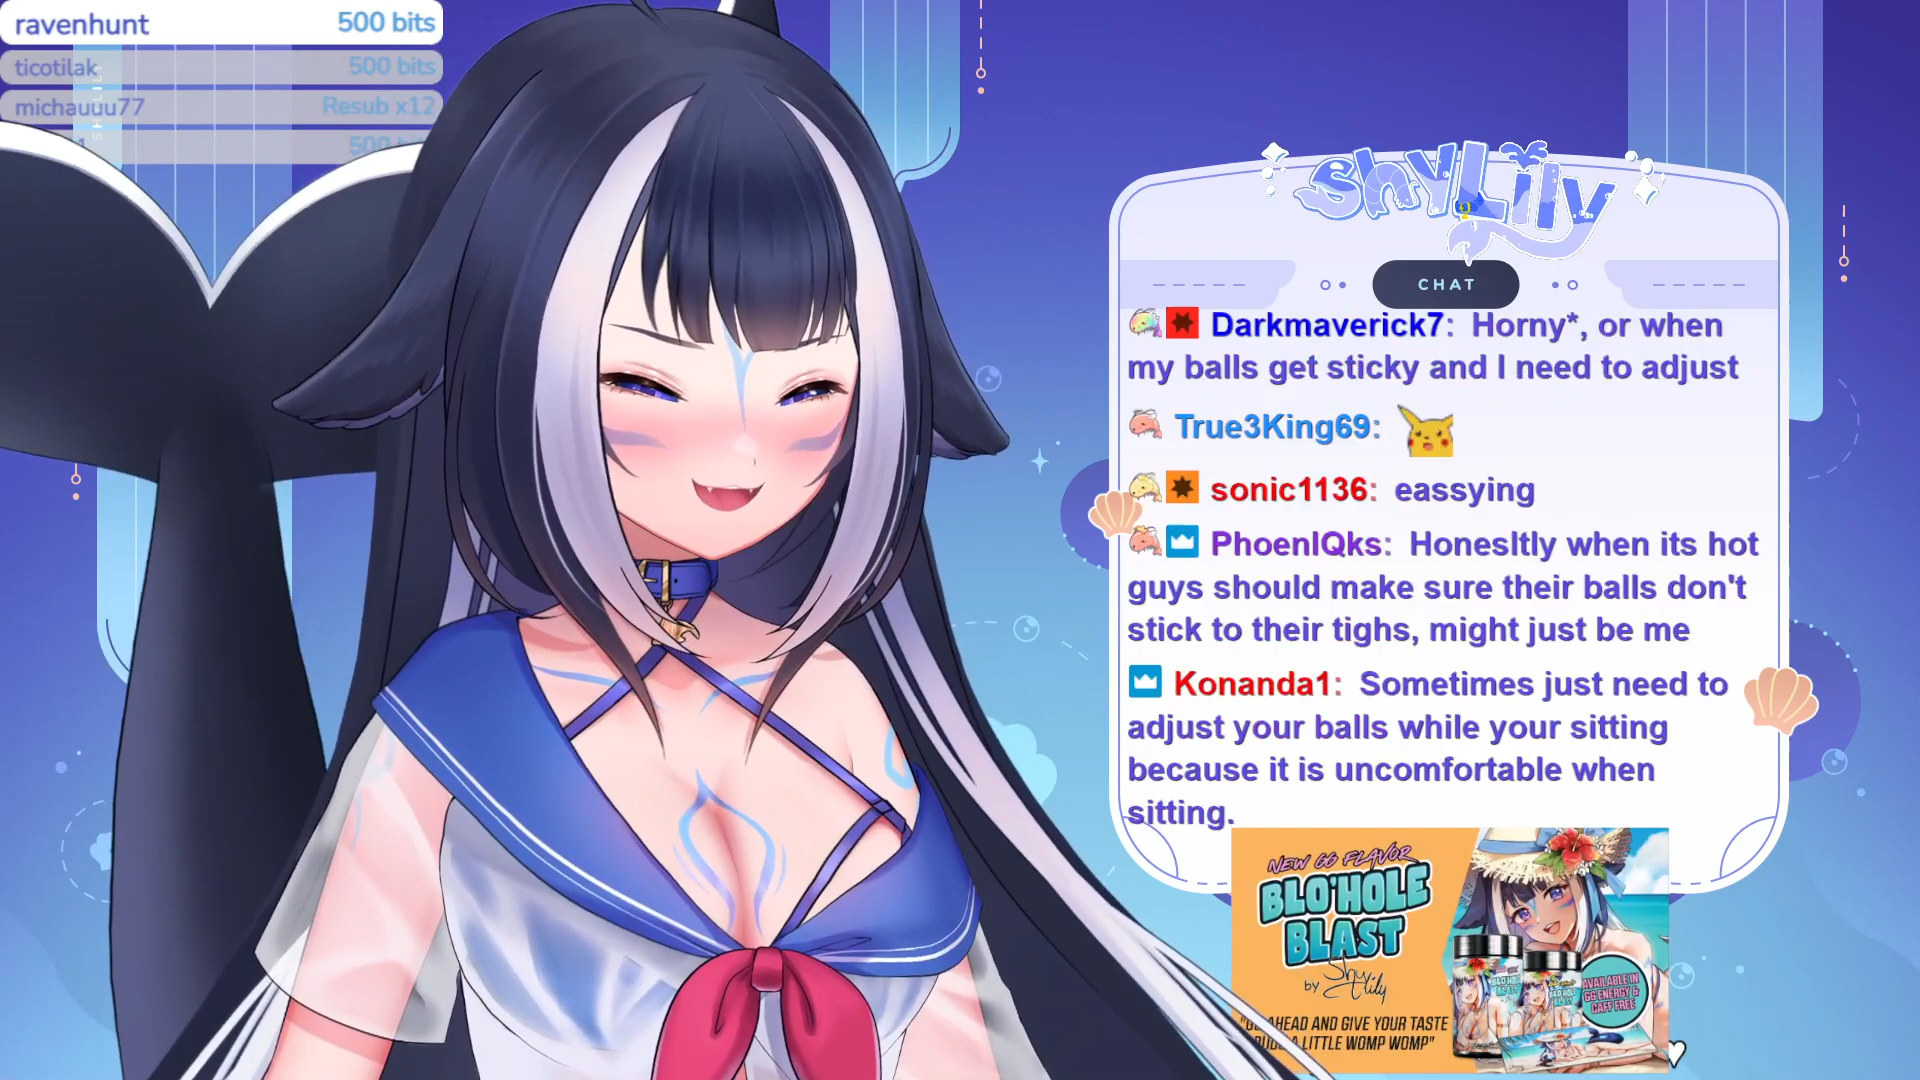 ravenhunt 500 bits
ticotilak 500 bits
michauuu77 Resub x12
shyLily
CHAT
Darkmaverick7: Horny*, or when
my balls get sticky and I need to adjust
True3King69:
sonic1136: eassying
PhoenIQks: Honesltly when its hot
guys should make sure their balls don't
stick to their tighs, might just be me
Konanda1: Sometimes just need to
adjust your balls while your sitting
because it is uncomfortable when
sitting.
NEW GG FLAVOR
BLO'HOLE
BLAST
by ShyLily
AHEAD AND GIVE YOUR TASTE
A LITTLE WOMP WOMP"
AVAILABLE IN
GG ENERGY &
CAFF FREE